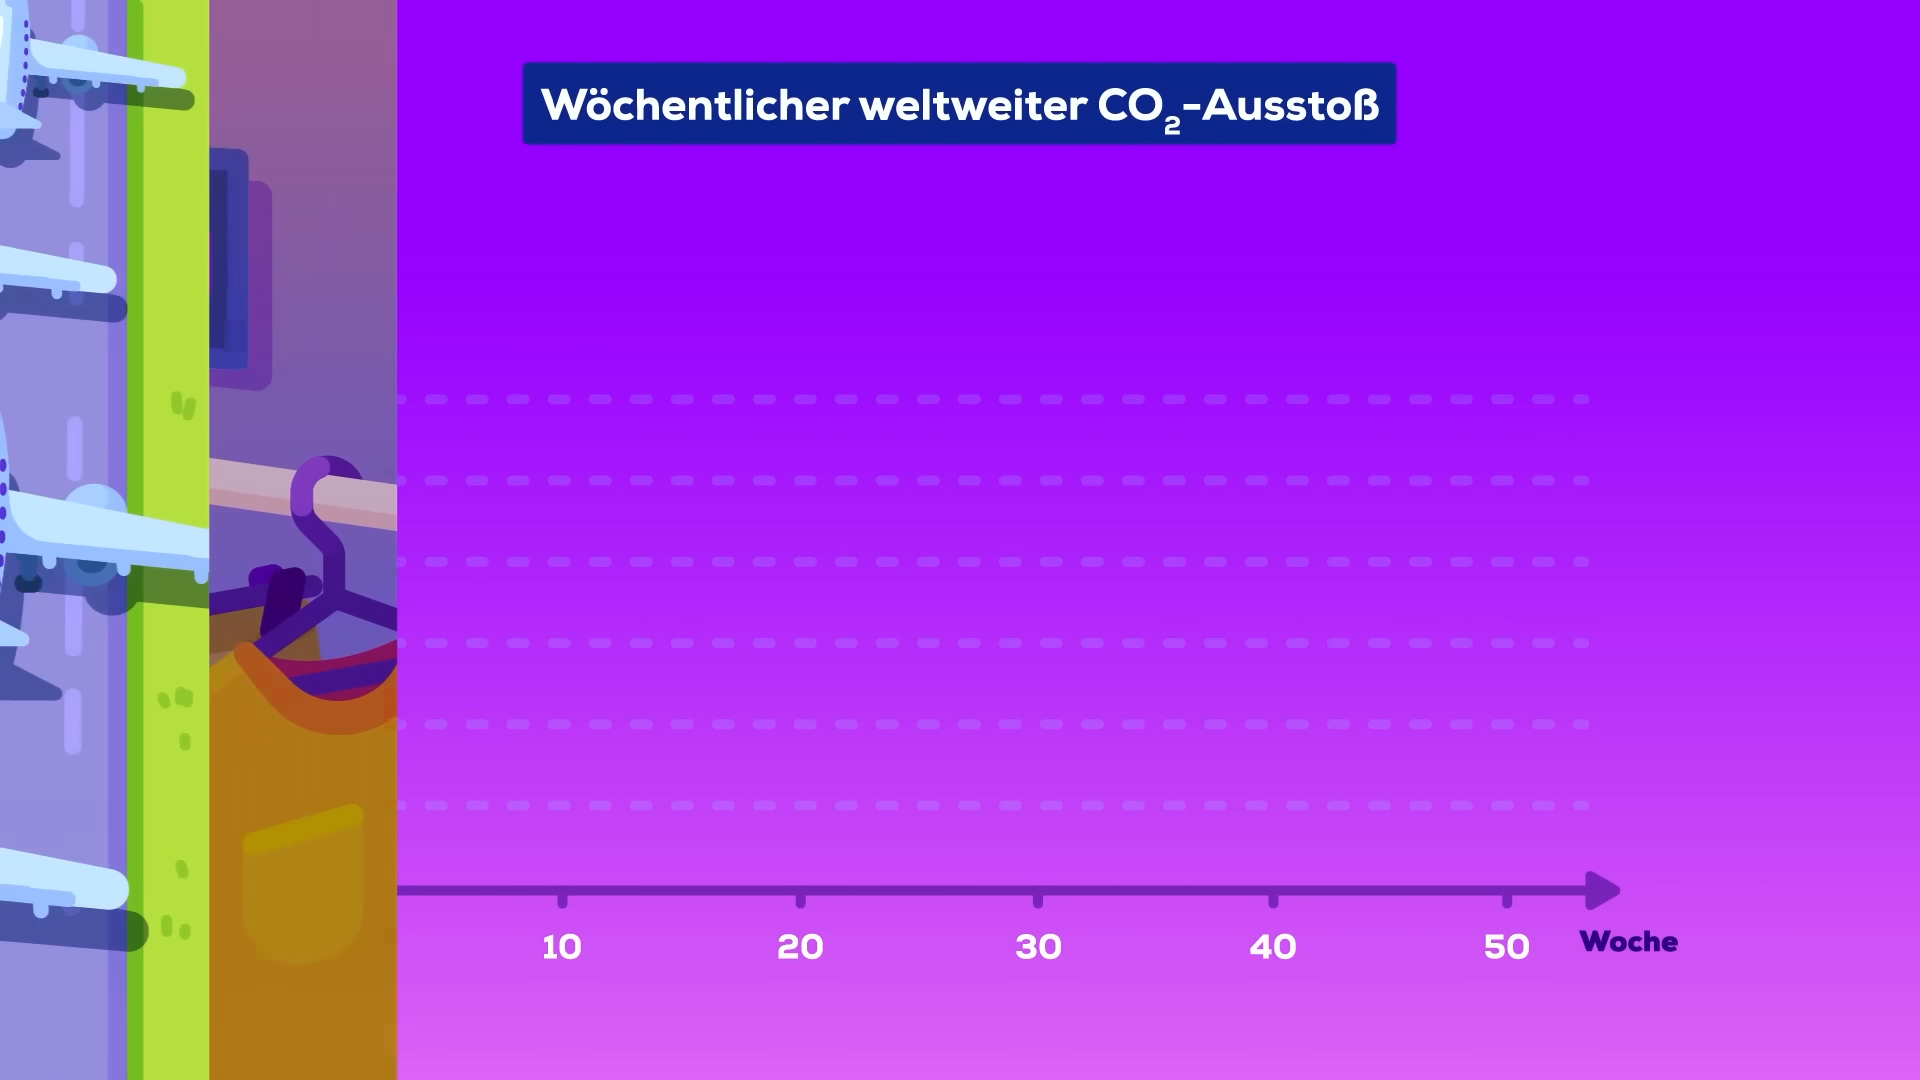 Wöchentlicher weltweiter CO₂-Ausstoß
10 20 30 40 50 Woche